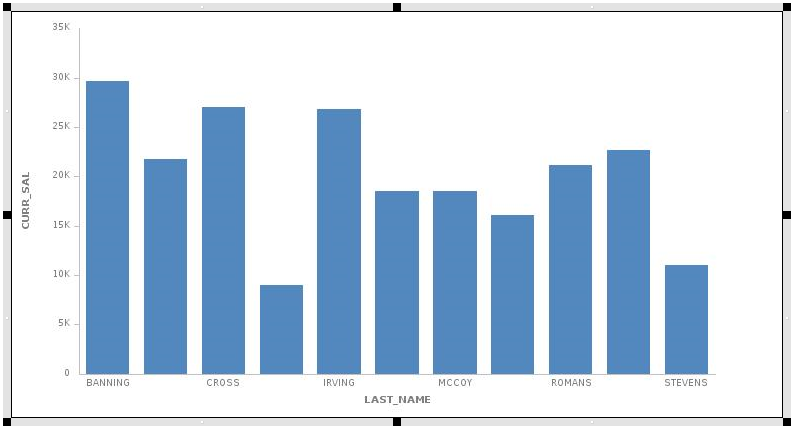 35K
30K
25K
20K
15K
10K
5K
0
CURR_SAL
BANNING CROSS IRVING MCCOY ROMANS STEVENS
LAST_NAME